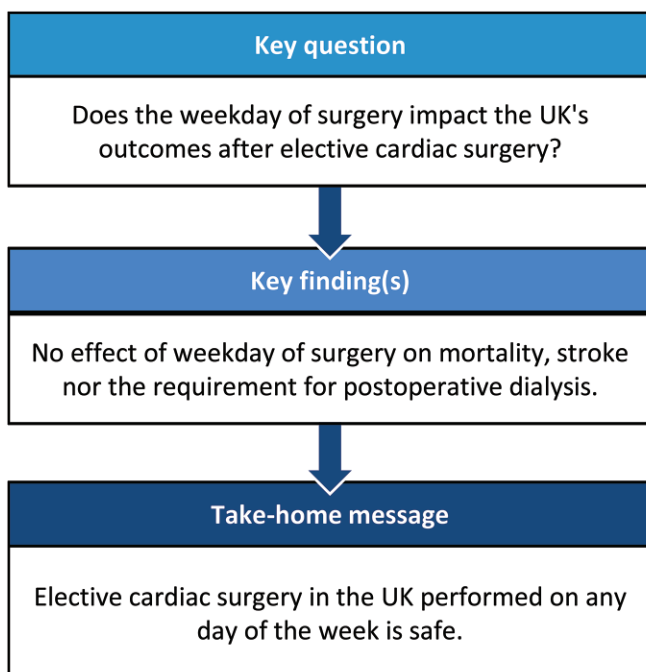 Key question
Does the weekday of surgery impact the UK's
outcomes after elective cardiac surgery?
Key finding(s)
No effect of weekday of surgery on mortality, stroke
nor the requirement for postoperative dialysis.
Take-home message
Elective cardiac surgery in the UK performed on any
day of the week is safe.